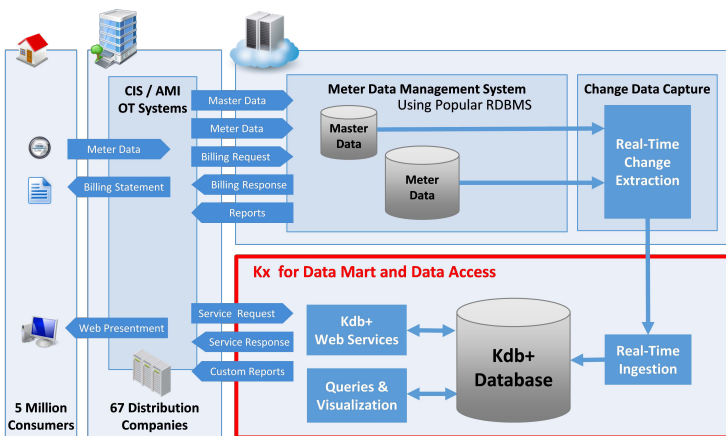 CIS / AMI
OT Systems
Meter Data Management System
Using Popular RDBMS
Change Data Capture
Master Data
Meter Data
Billing Request
Billing Response
Reports
Master
Data
Meter
Data
Real-Time
Change
Extraction
Meter Data
Billing Statement
Kx for Data Mart and Data Access
Service Request
Service Response
Custom Reports
Web Presentment
Kdb+
Web Services
Queries &
Visualization
Kdb+
Database
Real-Time
Ingestion
5 Million
Consumers
67 Distribution
Companies